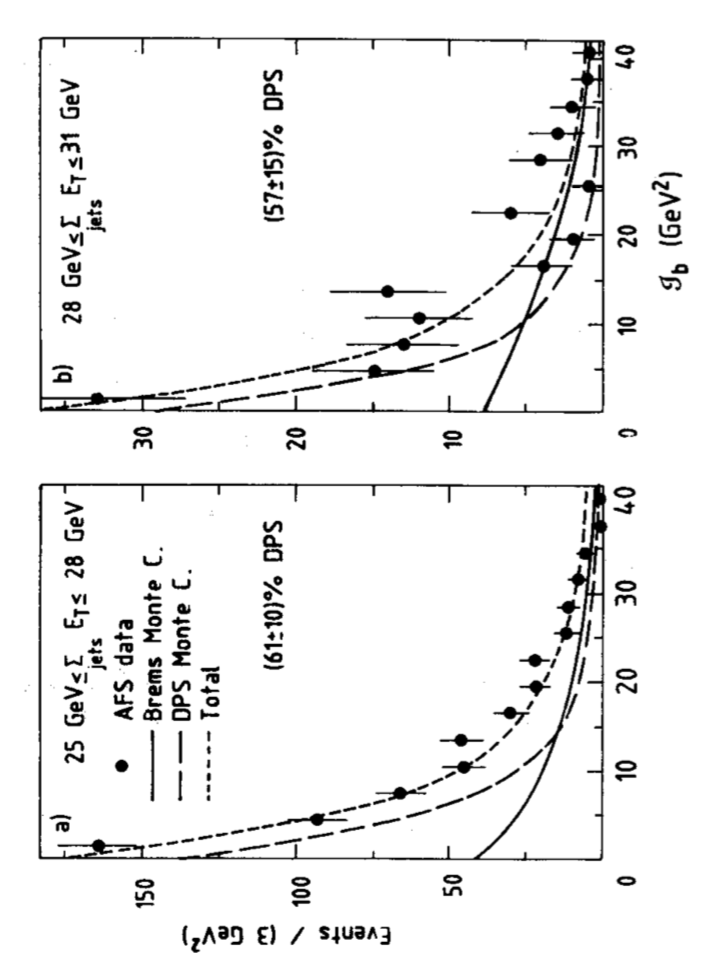 a)
25 GeV≤Σ E_T≤ 28 GeV
jets
AFS data
Brems Monte C.
DPS Monte C.
Total
(61±10)% DPS
150
100
50
0
10
20
30
40
Events / (3 GeV²)
b)
28 GeV≤Σ E_T≤31 GeV
jets
(57±15)% DPS
30
20
10
0
10
20
30
40
𝒥_b (GeV²)